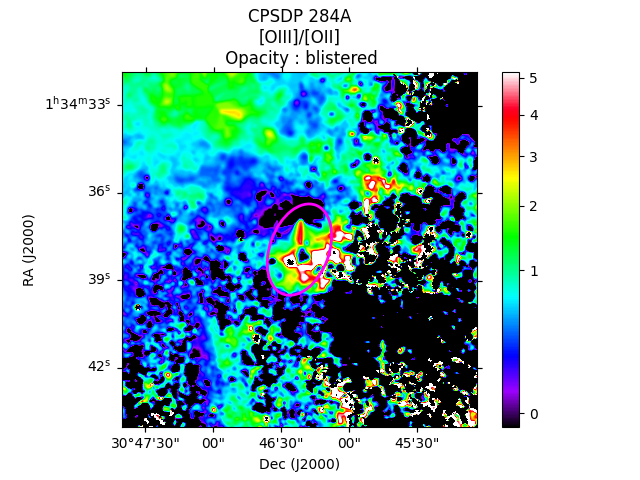 CPSDP 284A
[OIII]/[OII]
Opacity : blistered
1h34m33s
36s
39s
42s
RA (J2000)
30°47'30" 00" 46'30" 00" 45'30"
Dec (J2000)
5
4
3
2
1
0